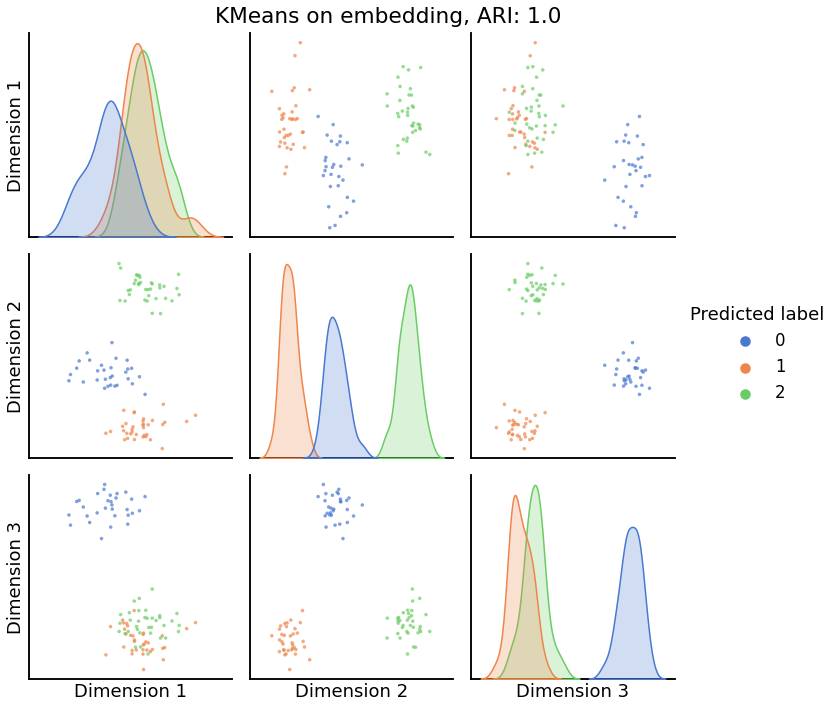 KMeans on embedding, ARI: 1.0
Dimension 1
Dimension 2
Predicted label
0
1
2
Dimension 3
Dimension 1
Dimension 2
Dimension 3